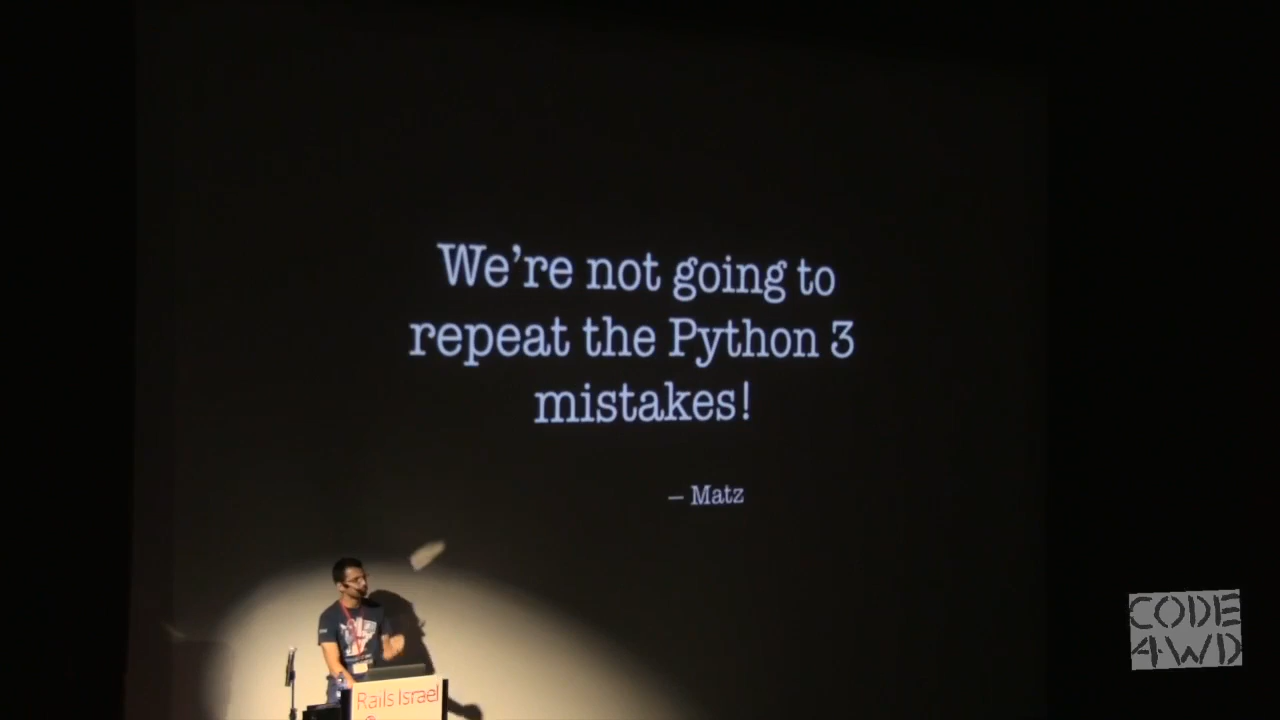 We're not going to
repeat the Python 3
mistakes!
– Matz
Rails Israel
CODE
4WD